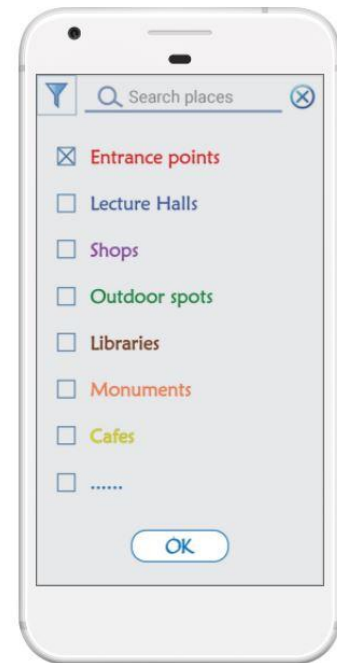 Search places
Entrance points
Lecture Halls
Shops
Outdoor spots
Libraries
Monuments
Cafes
......
OK